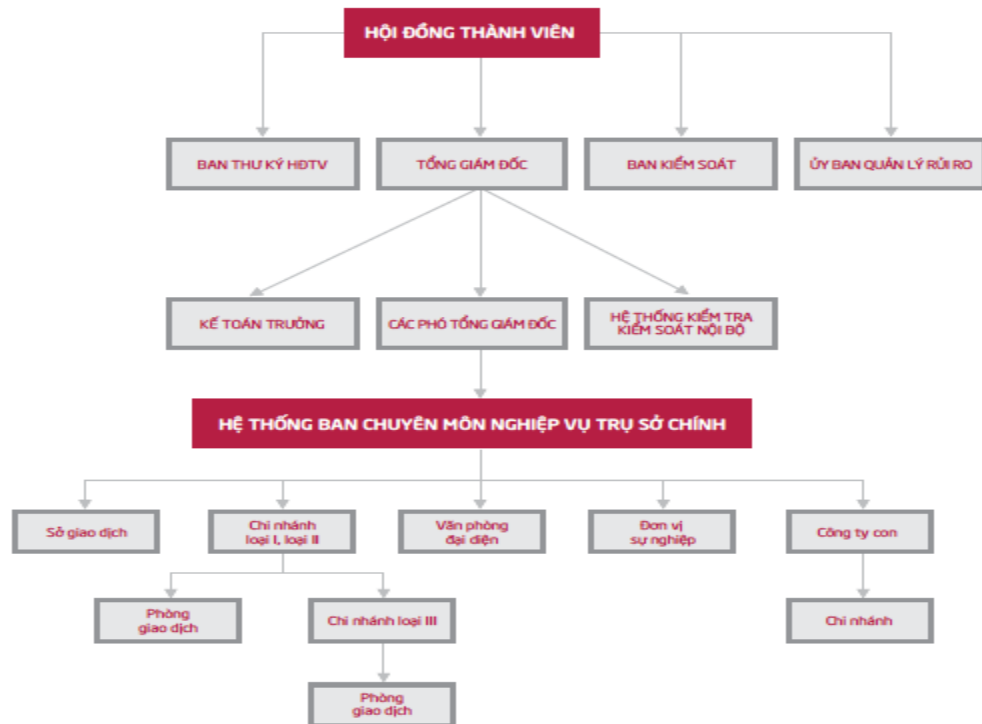 HỘI ĐỒNG THÀNH VIÊN
BAN THƯ KÝ HĐTV
TỔNG GIÁM ĐỐC
BAN KIỂM SOÁT
ỦY BAN QUẢN LÝ RỦI RO
KẾ TOÁN TRƯỞNG
CÁC PHÓ TỔNG GIÁM ĐỐC
HỆ THỐNG KIỂM TRA
KIỂM SOÁT NỘI BỘ
HỆ THỐNG BAN CHUYÊN MÔN NGHIỆP VỤ TRỤ SỞ CHÍNH
Sở giao dịch
Chi nhánh
loại I, loại II
Văn phòng
đại diện
Đơn vị
sự nghiệp
Công ty con
Phòng
giao dịch
Chi nhánh loại III
Chi nhánh
Phòng
giao dịch